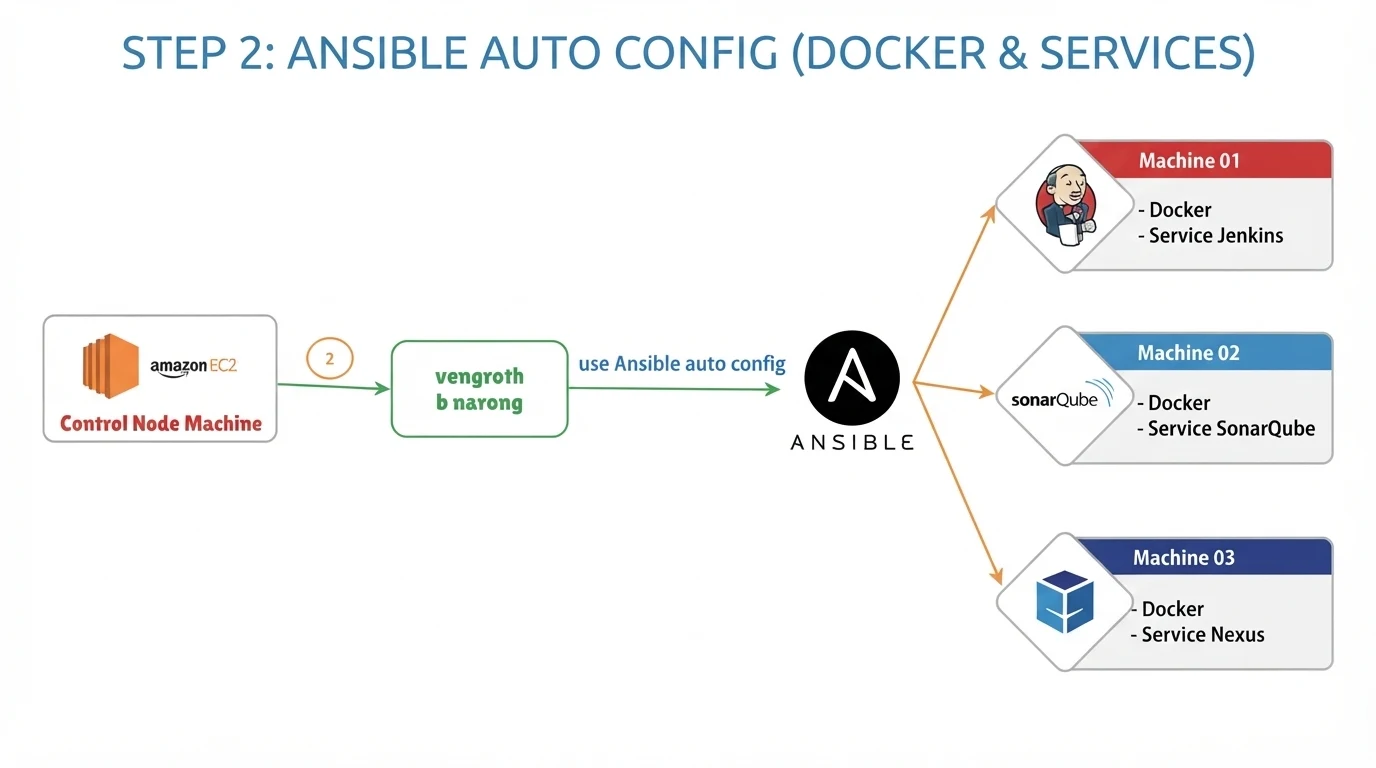 STEP 2: ANSIBLE AUTO CONFIG (DOCKER & SERVICES)
amazon EC2
Control Node Machine
2
vengroth
b narong
use Ansible auto config
ANSIBLE
Machine 01
- Docker
- Service Jenkins
sonarQube
Machine 02
- Docker
- Service SonarQube
Machine 03
- Docker
- Service Nexus